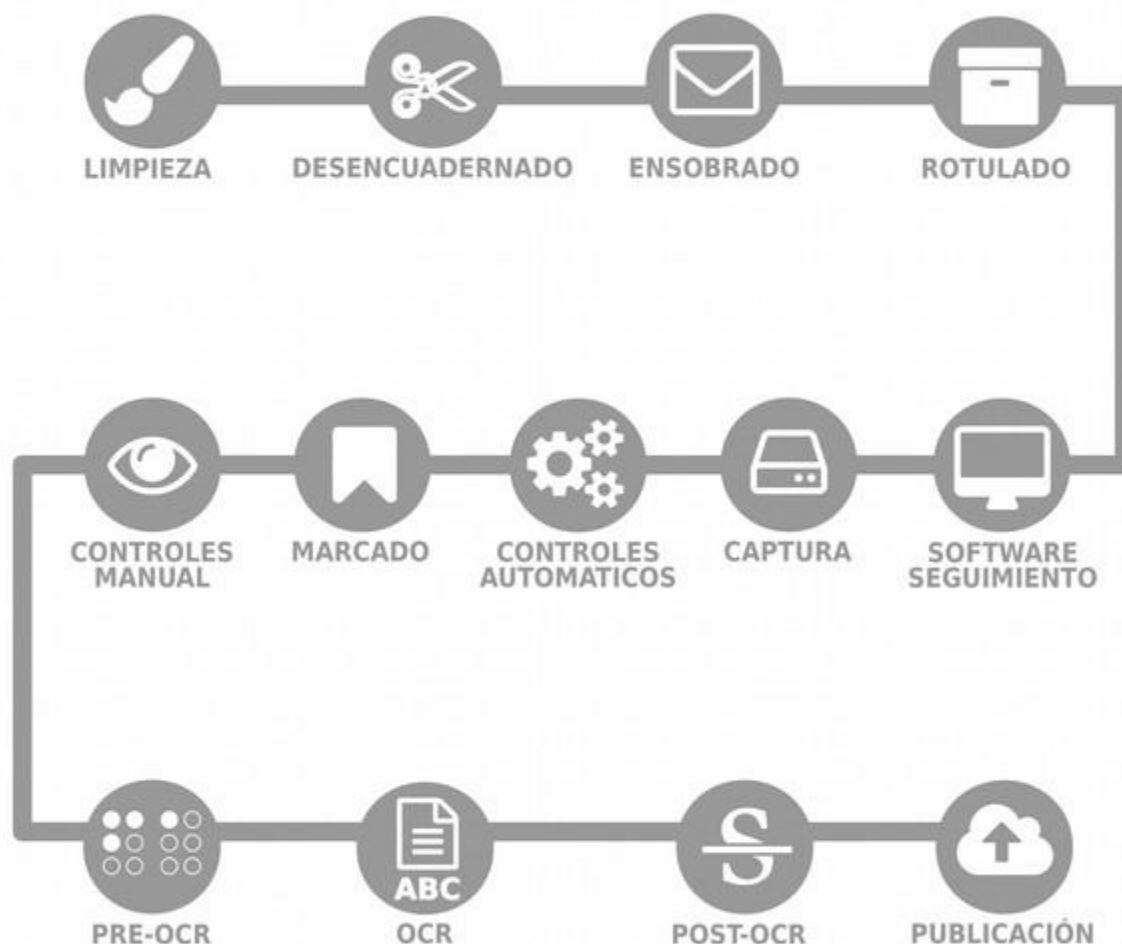 LIMPIEZA
DESENCUADERNADO
ENSOBRADO
ROTULADO
CONTROLES
MANUAL
MARCADO
CONTROLES
AUTOMATICOS
CAPTURA
SOFTWARE
SEGUIMIENTO
ABC
S
PRE-OCR
OCR
POST-OCR
PUBLICACIÓN